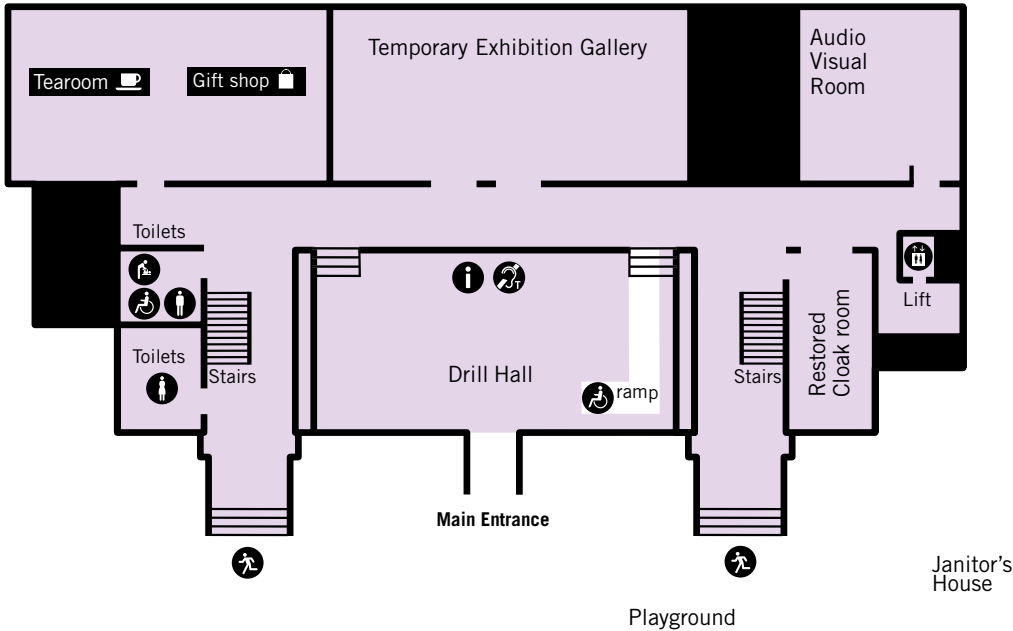 Temporary Exhibition Gallery
Audio
Visual
Room
Tearoom
Gift shop
Toilets
i
T
Lift
Toilets
Stairs
Drill Hall
ramp
Stairs
Restored
Cloak room
Main Entrance
Janitor's
House
Playground